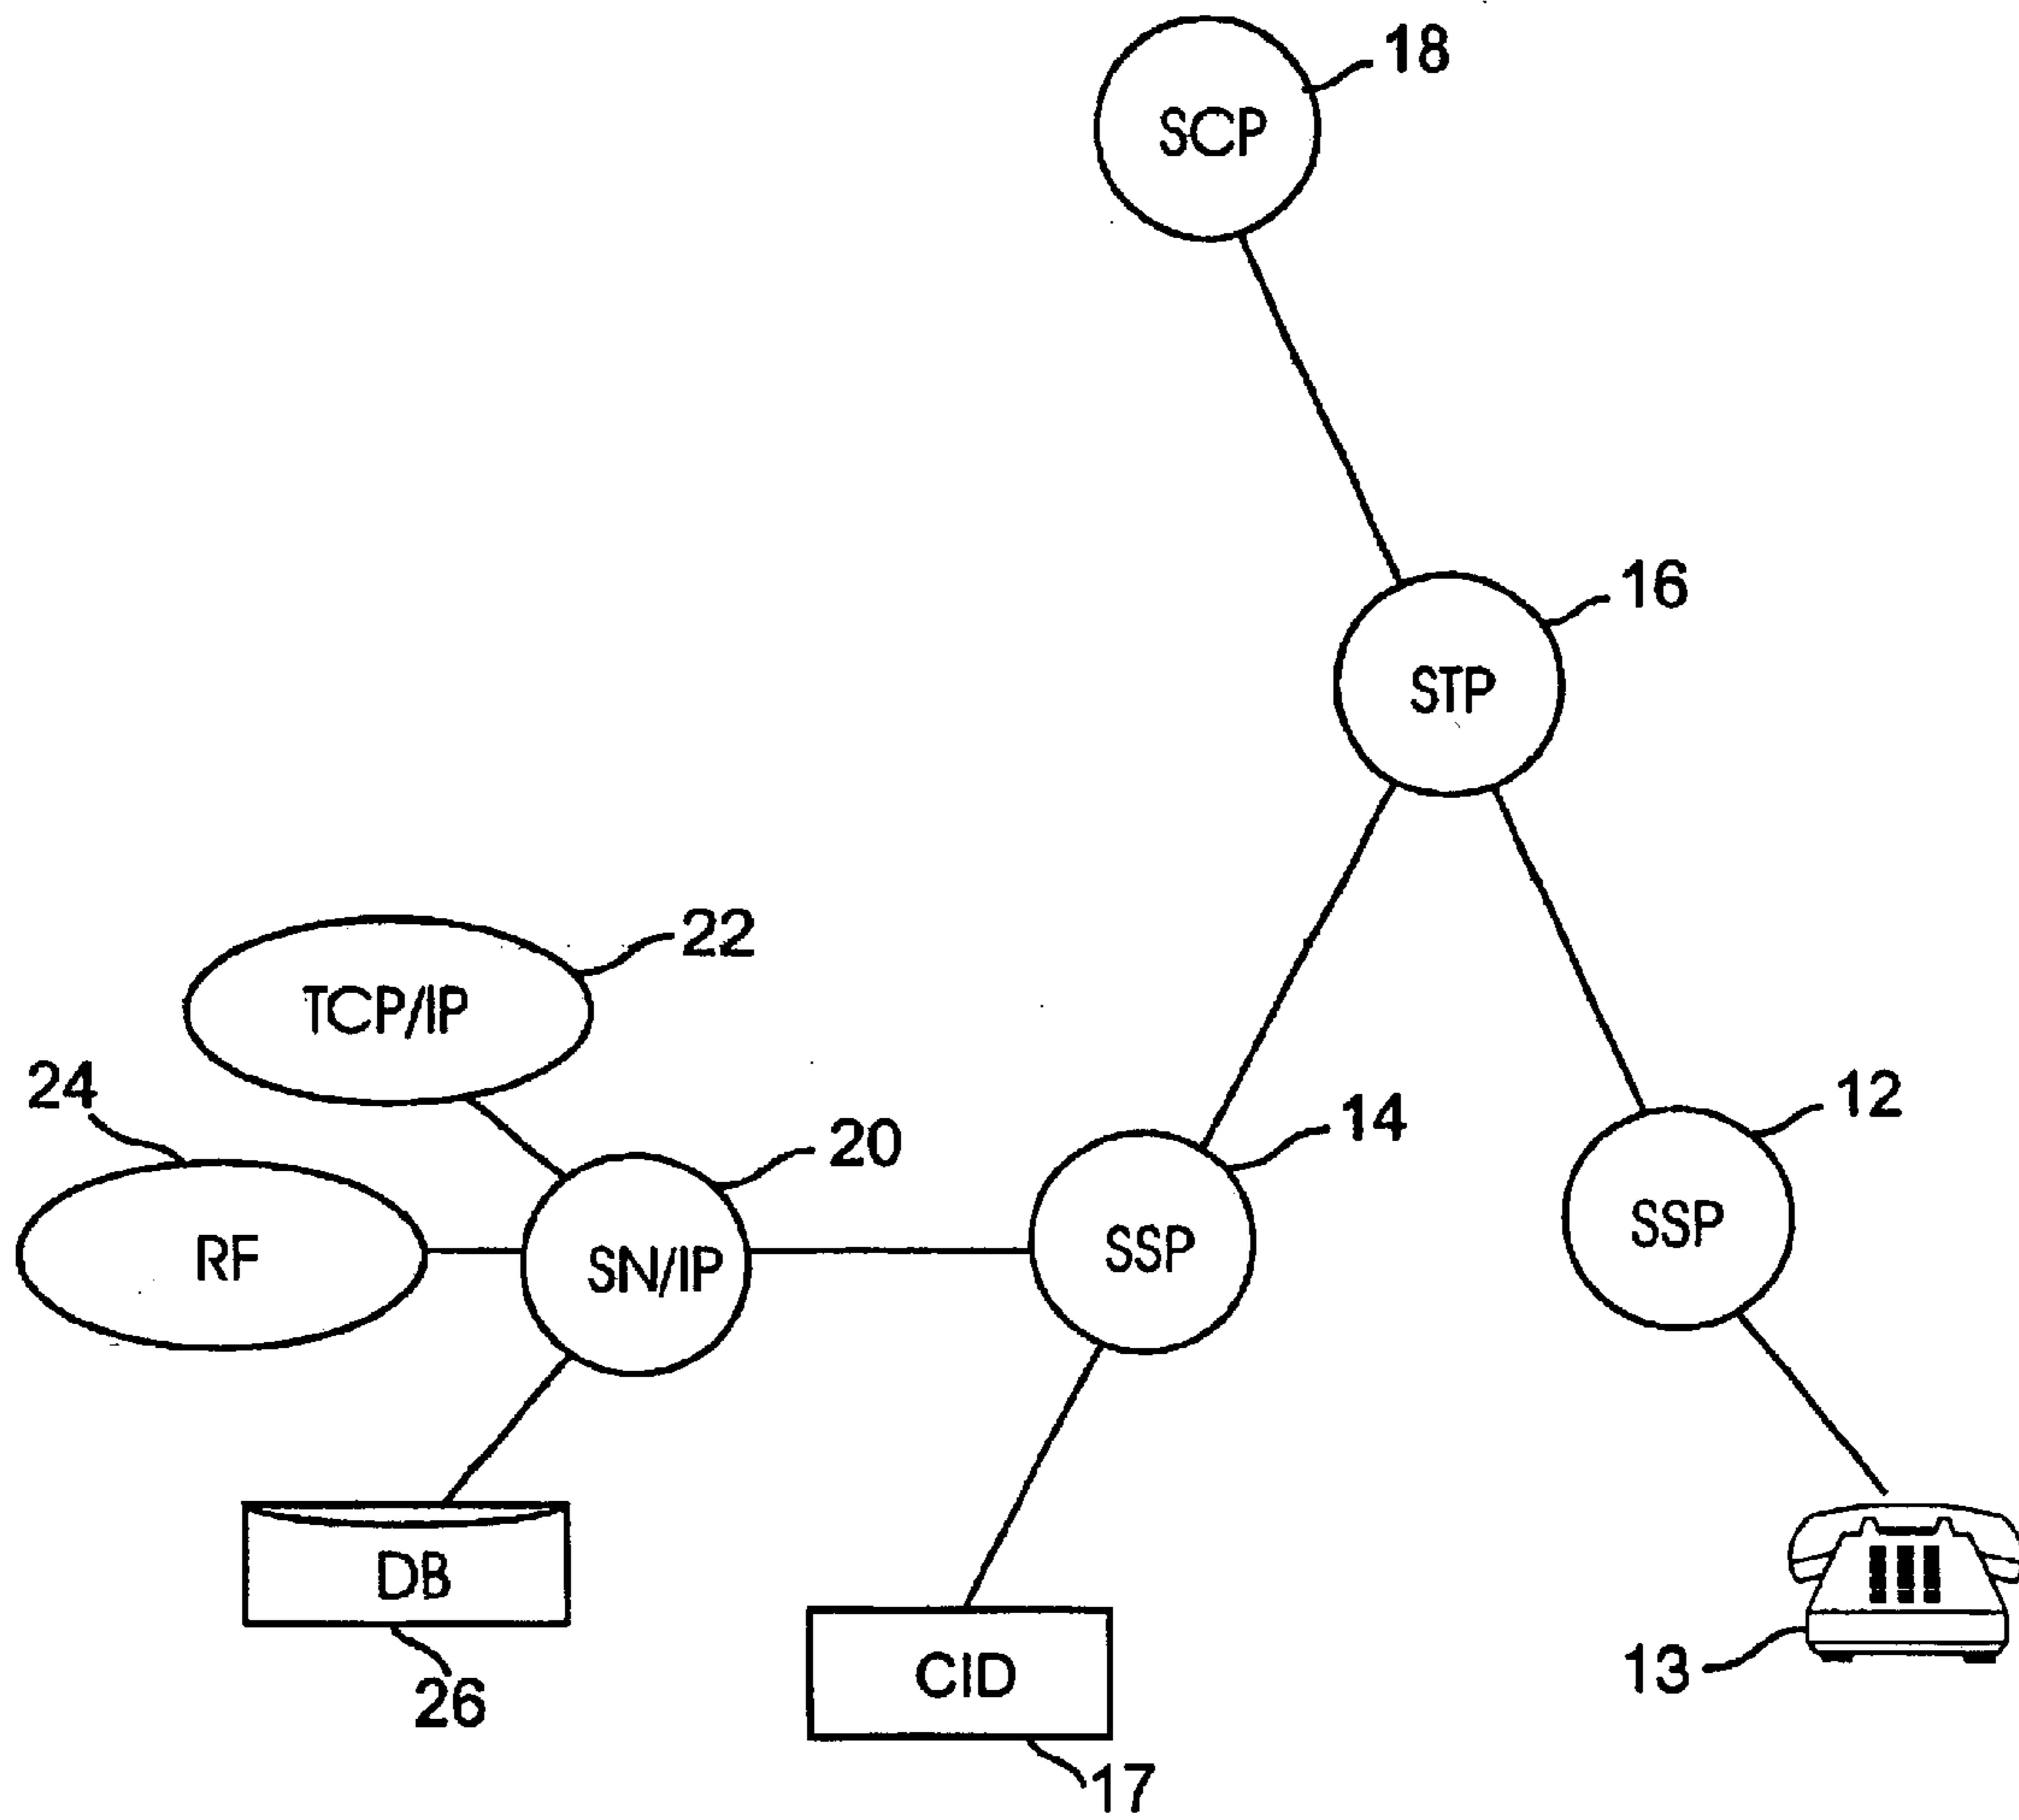 18
SCP
16
STP
22
TCP/IP
24
20
14
12
RF
SN/IP
SSP
SSP
DB
26
CID
13
17